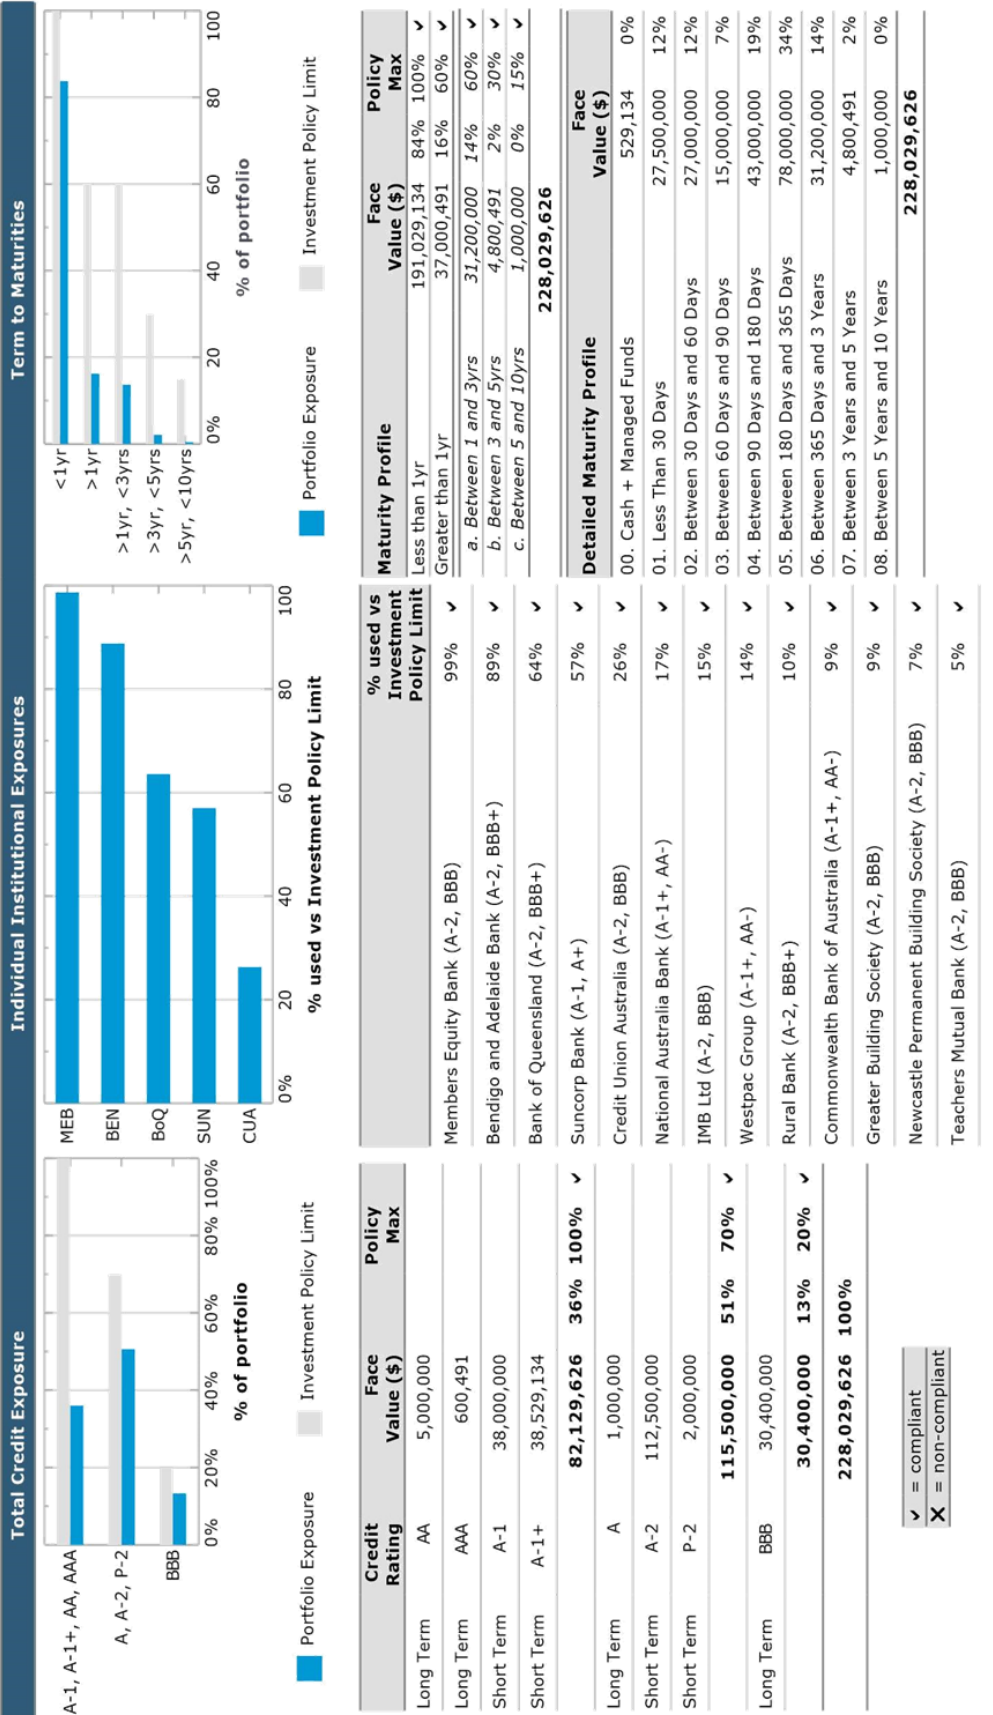 Total Credit Exposure
A-1, A-1+, AA, AAA
A, A-2, P-2
BBB
0% 20% 40% 60% 80% 100%
% of portfolio
Portfolio Exposure Investment Policy Limit
Credit Rating Face Value ($) Policy Max
Long Term AA 5,000,000
Long Term AAA 600,491
Short Term A-1 38,000,000
Short Term A-1+ 38,529,134
82,129,626 36% 100% ✔
Long Term A 1,000,000
Short Term A-2 112,500,000
Short Term P-2 2,000,000
115,500,000 51% 70% ✔
Long Term BBB 30,400,000
30,400,000 13% 20% ✔
228,029,626 100%
✔ = compliant
✘ = non-compliant
Individual Institutional Exposures
MEB
BEN
BoQ
SUN
CUA
0% 20 40 60 80 100
% used vs Investment Policy Limit
% used vs
Investment
Policy Limit
Members Equity Bank (A-2, BBB) 99% ✔
Bendigo and Adelaide Bank (A-2, BBB+) 89% ✔
Bank of Queensland (A-2, BBB+) 64% ✔
Suncorp Bank (A-1, A+) 57% ✔
Credit Union Australia (A-2, BBB) 26% ✔
National Australia Bank (A-1+, AA-) 17% ✔
IMB Ltd (A-2, BBB) 15% ✔
Westpac Group (A-1+, AA-) 14% ✔
Rural Bank (A-2, BBB+) 10% ✔
Commonwealth Bank of Australia (A-1+, AA-) 9% ✔
Greater Building Society (A-2, BBB) 9% ✔
Newcastle Permanent Building Society (A-2, BBB) 7% ✔
Teachers Mutual Bank (A-2, BBB) 5% ✔
Term to Maturities
<1yr
>1yr
>1yr, <3yrs
>3yr, <5yrs
>5yr, <10yrs
0% 20 40 60 80 100
% of portfolio
Portfolio Exposure Investment Policy Limit
Maturity Profile Face Value ($) Policy Max
Less than 1yr 191,029,134 84% 100% ✔
Greater than 1yr 37,000,491 16% 60% ✔
a. Between 1 and 3yrs 31,200,000 14% 60% ✔
b. Between 3 and 5yrs 4,800,491 2% 30% ✔
c. Between 5 and 10yrs 1,000,000 0% 15% ✔
228,029,626
Detailed Maturity Profile Face Value ($)
00. Cash + Managed Funds 529,134 0%
01. Less Than 30 Days 27,500,000 12%
02. Between 30 Days and 60 Days 27,000,000 12%
03. Between 60 Days and 90 Days 15,000,000 7%
04. Between 90 Days and 180 Days 43,000,000 19%
05. Between 180 Days and 365 Days 78,000,000 34%
06. Between 365 Days and 3 Years 31,200,000 14%
07. Between 3 Years and 5 Years 4,800,491 2%
08. Between 5 Years and 10 Years 1,000,000 0%
228,029,626